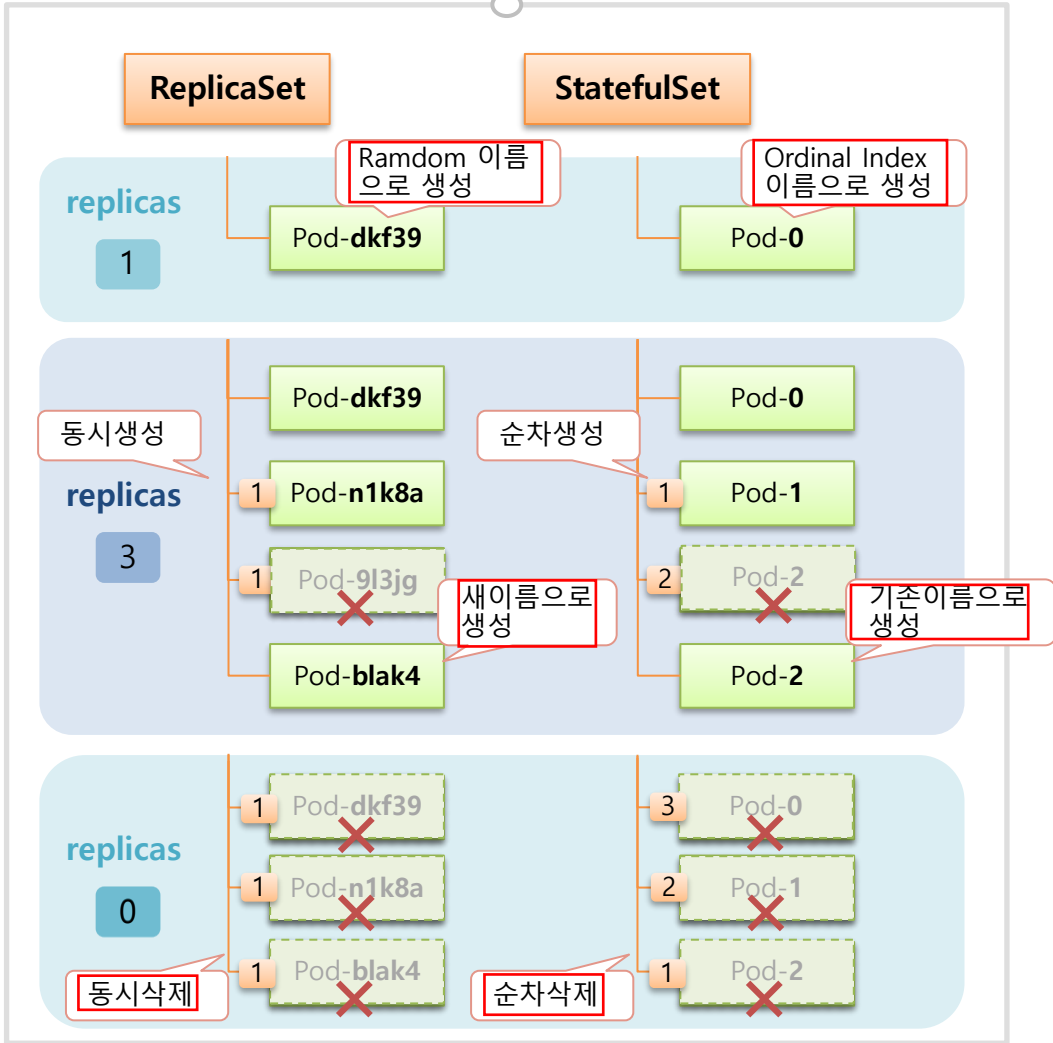 ReplicaSet
StatefulSet
replicas
1
Ramdom 이름
으로 생성
Pod-dkf39
Ordinal Index
이름으로 생성
Pod-0
replicas
3
동시생성
Pod-dkf39
1
Pod-n1k8a
1
Pod-9l3jg
새이름으로
생성
Pod-blak4
순차생성
Pod-0
1
Pod-1
2
Pod-2
기존이름으로
생성
Pod-2
replicas
0
1
Pod-dkf39
1
Pod-n1k8a
1
Pod-blak4
동시삭제
3
Pod-0
2
Pod-1
1
Pod-2
순차삭제